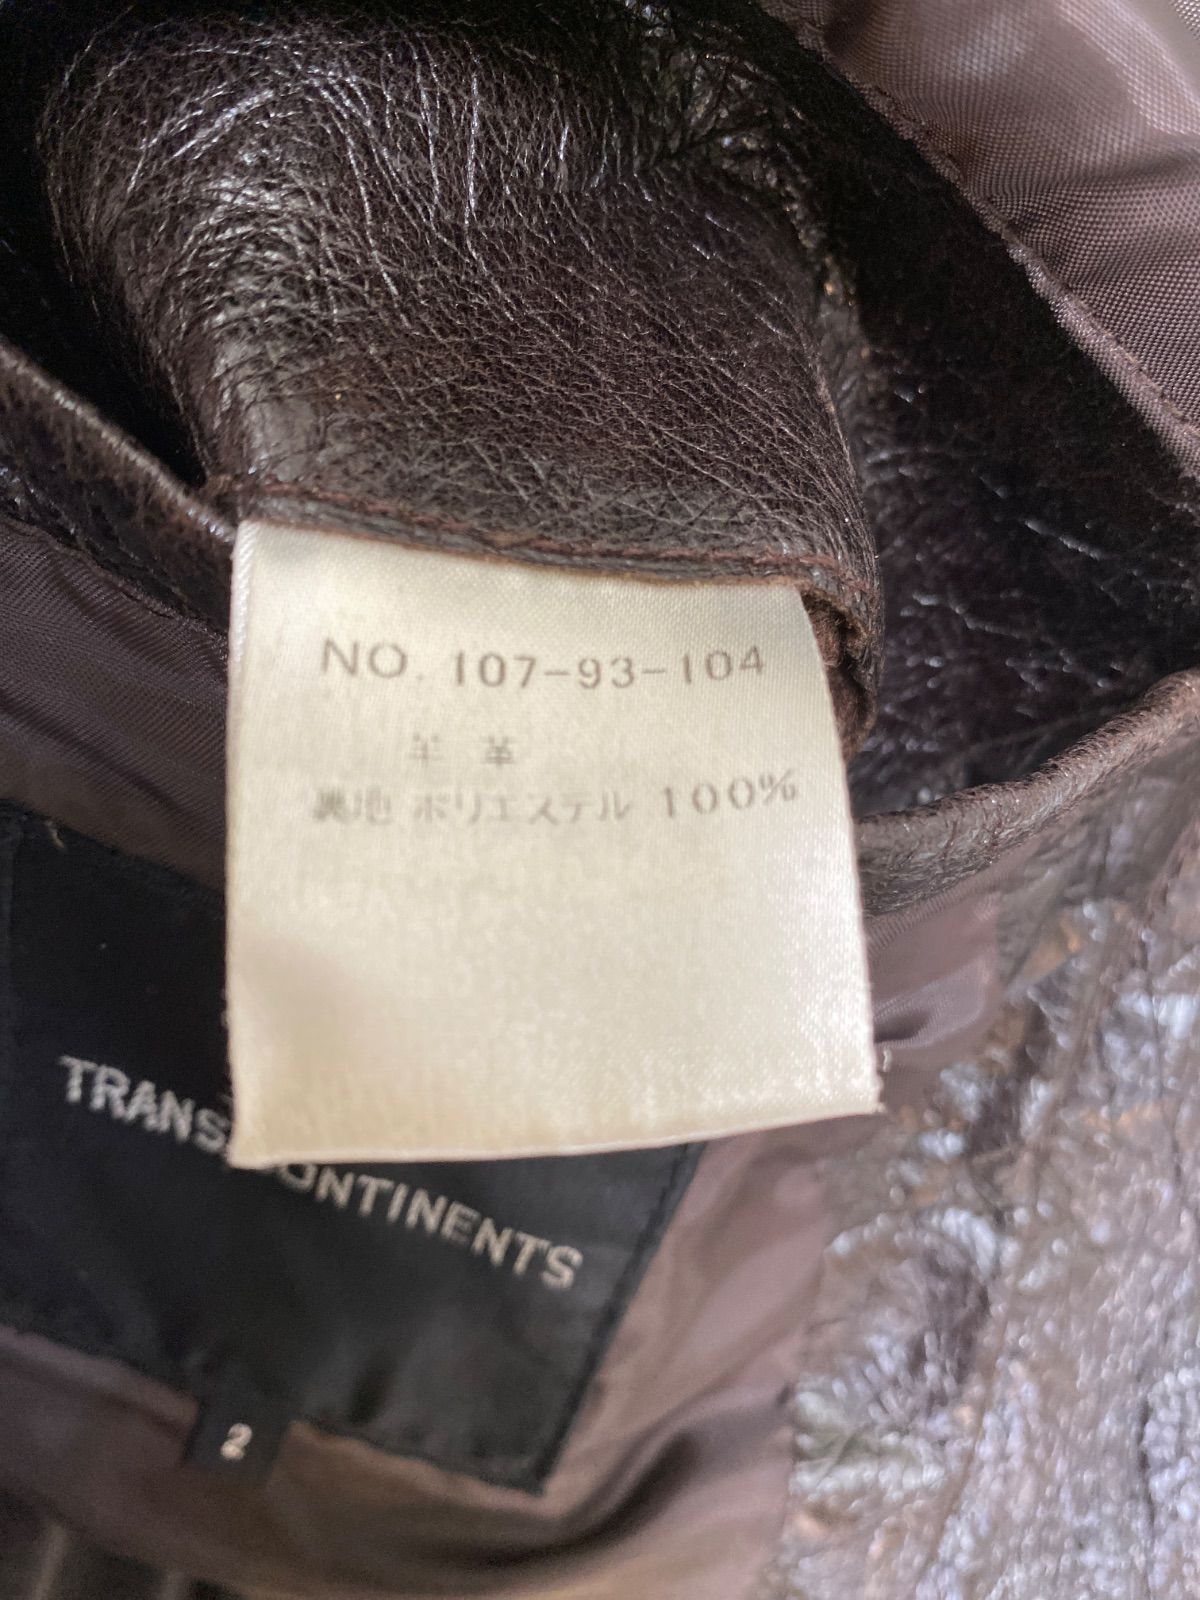 NO. 107-93-104
羊革
裏地 ポリエステル 100%
TRANS CONTINENTS
2